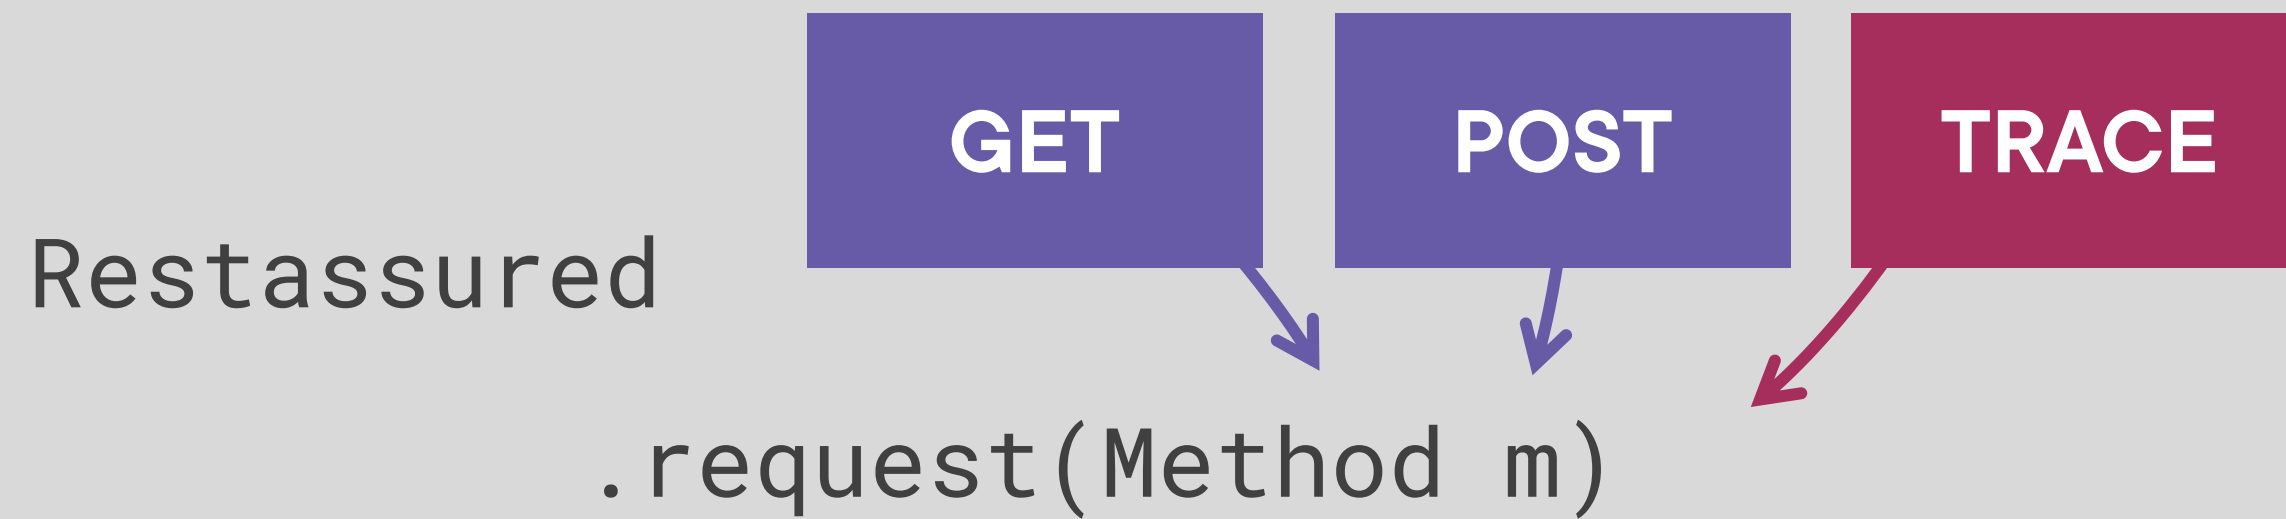 GET
POST
TRACE
Restassured
.request(Method m)